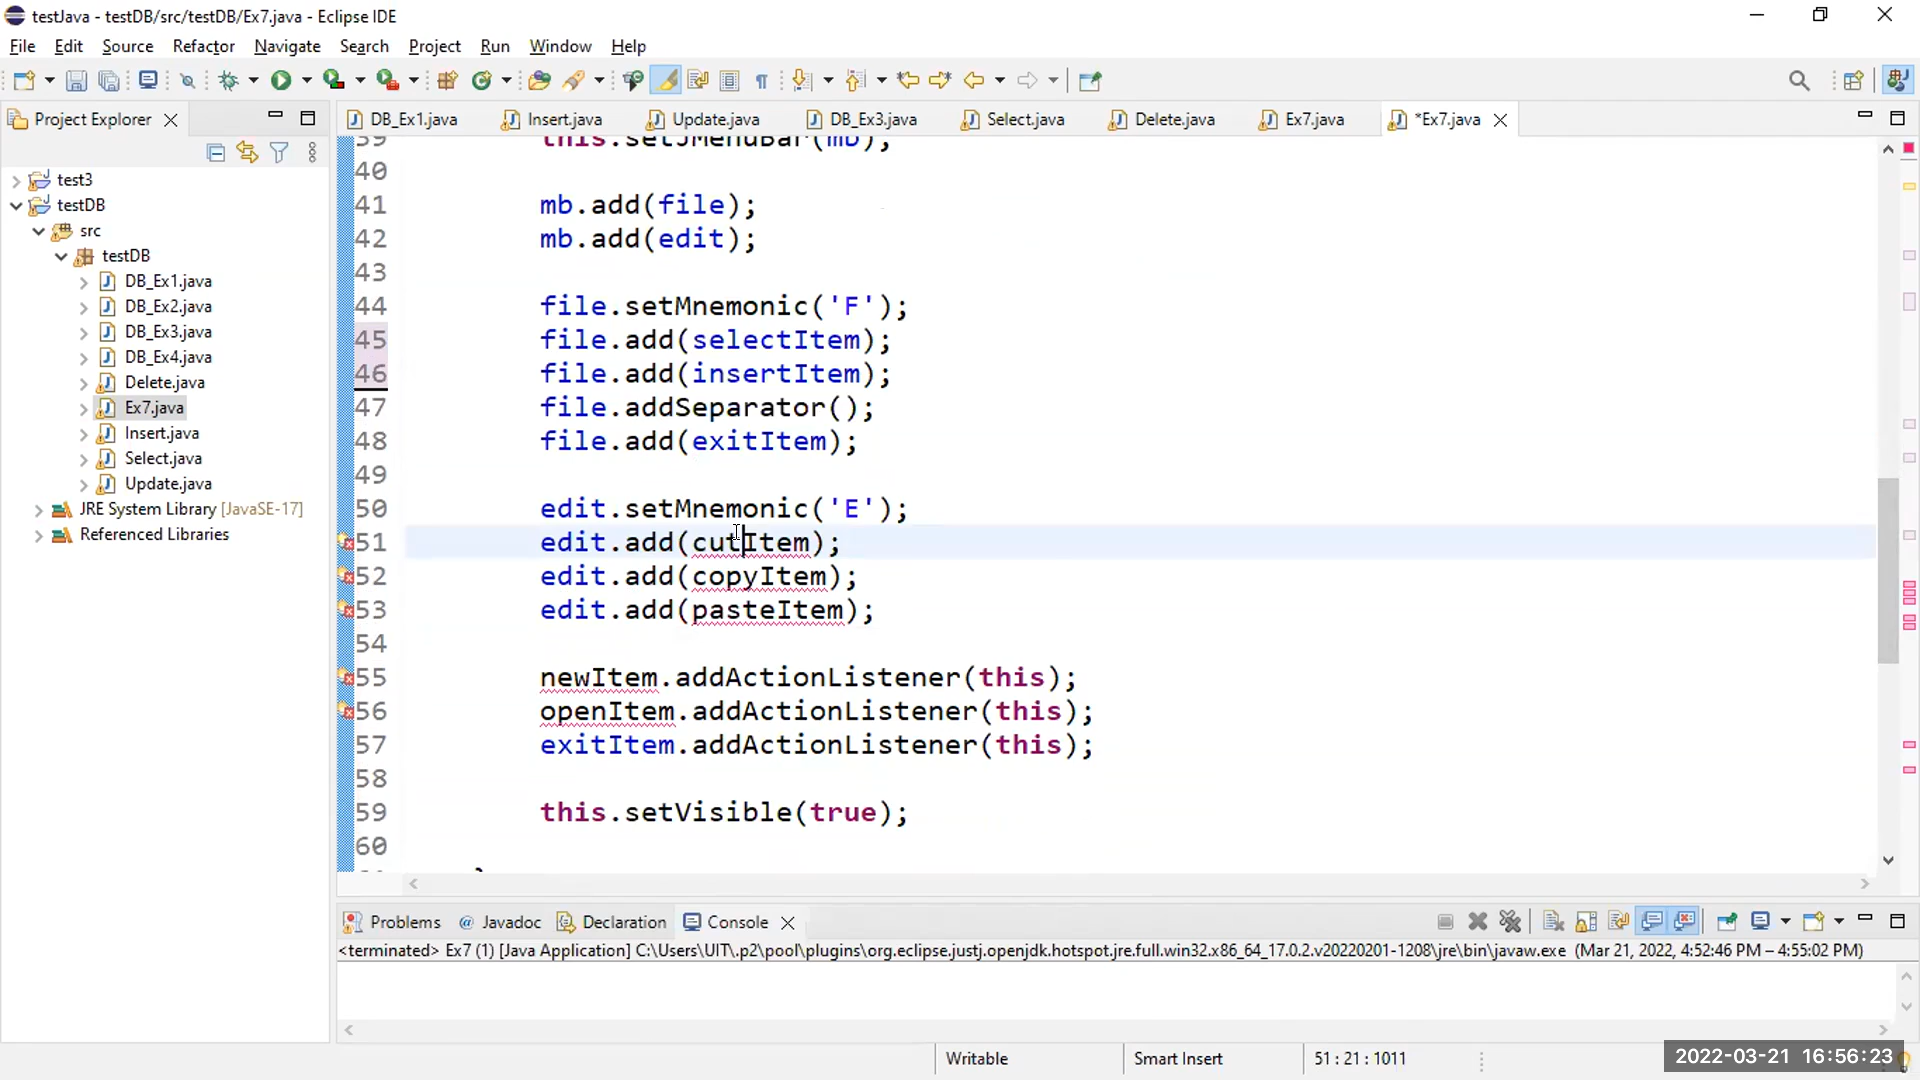 testJava - testDB/src/testDB/Ex7.java - Eclipse IDE
File Edit Source Refactor Navigate Search Project Run Window Help
Project Explorer
DB_Ex1.java Insert.java Update.java DB_Ex3.java Select.java Delete.java Ex7.java *Ex7.java
test3
testDB
src
testDB
DB_Ex1.java
DB_Ex2.java
DB_Ex3.java
DB_Ex4.java
Delete.java
Ex7.java
Insert.java
Select.java
Update.java
JRE System Library [JavaSE-17]
Referenced Libraries
39 this.setJMenuBar(mb);
40
41 mb.add(file);
42 mb.add(edit);
43
44 file.setMnemonic('F');
45 file.add(selectItem);
46 file.add(insertItem);
47 file.addSeparator();
48 file.add(exitItem);
49
50 edit.setMnemonic('E');
51 edit.add(cutItem);
52 edit.add(copyItem);
53 edit.add(pasteItem);
54
55 newItem.addActionListener(this);
56 openItem.addActionListener(this);
57 exitItem.addActionListener(this);
58
59 this.setVisible(true);
60
Problems Javadoc Declaration Console
<terminated> Ex7 (1) [Java Application] C:\Users\UIT\.p2\pool\plugins\org.eclipse.justj.openjdk.hotspot.jre.full.win32.x86_64_17.0.2.v20220201-1208\jre\bin\javaw.exe (Mar 21, 2022, 4:52:46 PM – 4:55:02 PM)
Writable Smart Insert 51 : 21 : 1011
2022-03-21 16:56:23